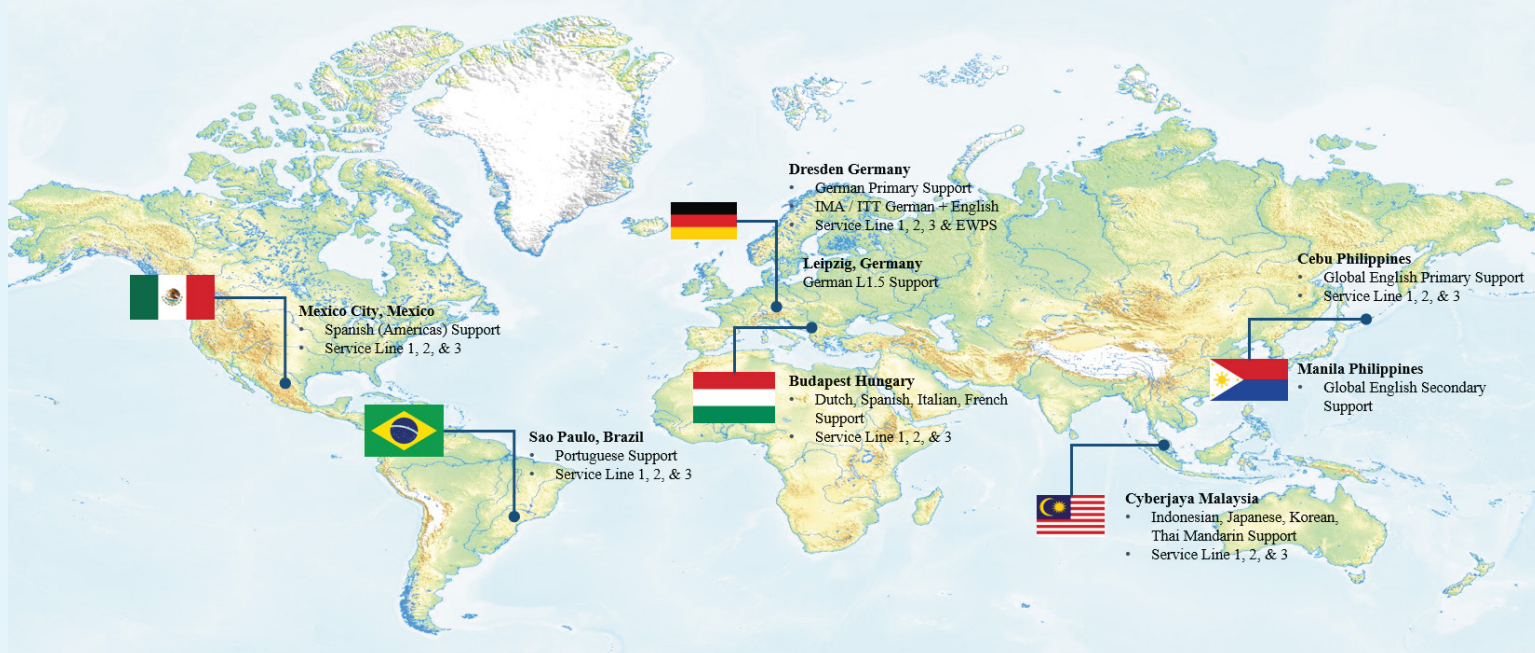 Dresden Germany
• German Primary Support
• IMA / ITT German + English
• Service Line 1, 2, 3 & EWPS
Leipzig, Germany
German L1.5 Support
Cebu Philippines
• Global English Primary Support
• Service Line 1, 2, & 3
Mexico City, Mexico
• Spanish (Americas) Support
• Service Line 1, 2, & 3
Manila Philippines
• Global English Secondary
Support
Budapest Hungary
• Dutch, Spanish, Italian, French
Support
• Service Line 1, 2, & 3
Sao Paulo, Brazil
• Portuguese Support
• Service Line 1, 2, & 3
Cyberjaya Malaysia
• Indonesian, Japanese, Korean,
Thai Mandarin Support
• Service Line 1, 2, & 3